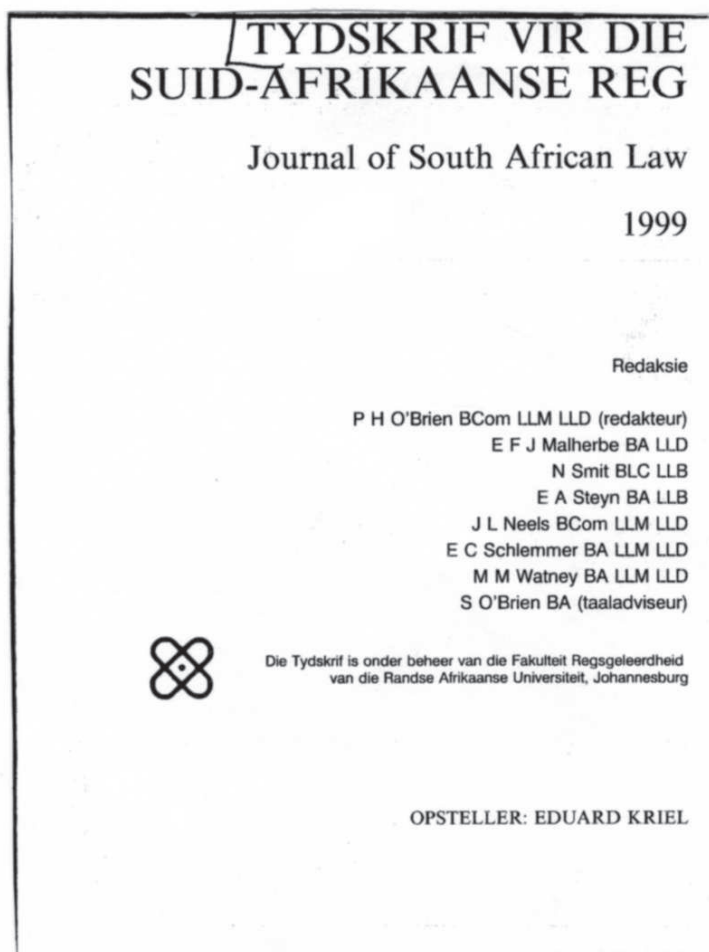 TYDSKRIF VIR DIE
SUID-AFRIKAANSE REG
Journal of South African Law
1999
Redaksie
P H O'Brien BCom LLM LLD (redakteur)
E F J Malherbe BA LLD
N Smit BLC LLB
E A Steyn BA LLB
J L Neels BCom LLM LLD
E C Schlemmer BA LLM LLD
M M Watney BA LLM LLD
S O'Brien BA (taaladviseur)
Die Tydskrif is onder beheer van die Fakulteit Regsgeleerdheid
van die Randse Afrikaanse Universiteit, Johannesburg
OPSTELLER: EDUARD KRIEL